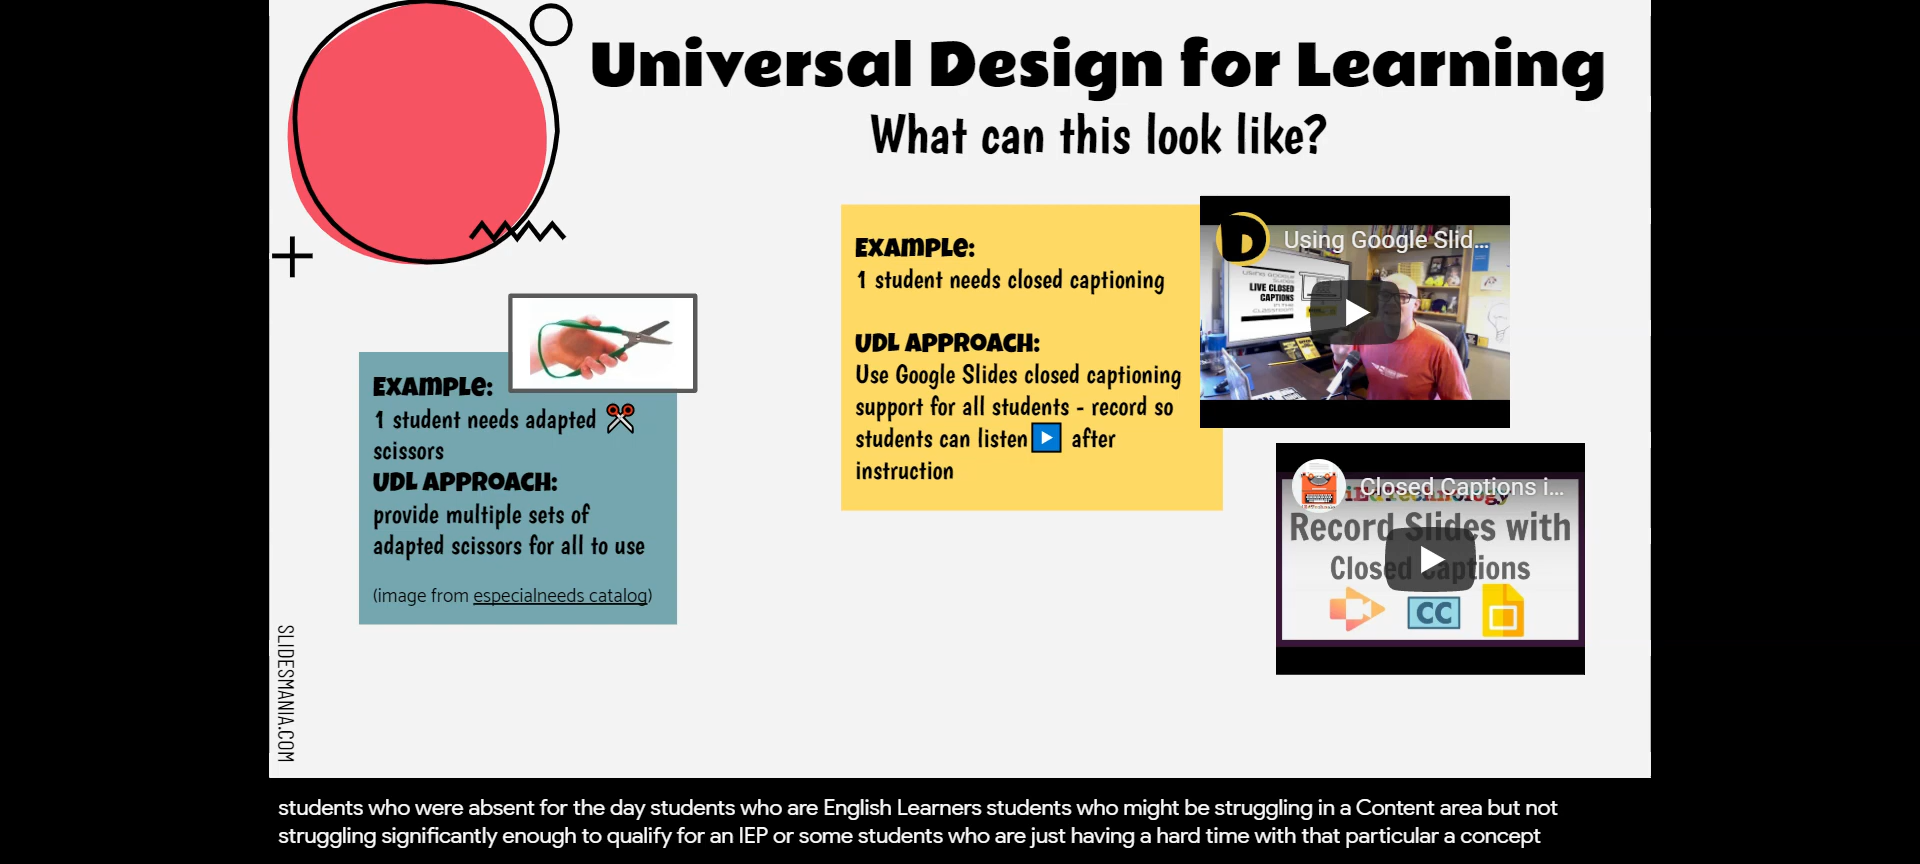 Universal Design for Learning
What can this look like?
Example:
1 student needs adapted
scissors
UDL Approach:
provide multiple sets of
adapted scissors for all to use
(image from especialneeds catalog)
Example:
1 student needs closed captioning
UDL Approach:
Use Google Slides closed captioning
support for all students - record so
students can listen after
instruction
D
Using Google Slid...
USING GOOGLE
SLIDES
LIVE CLOSED
CAPTIONS
IN THE
CLASSROOM
Closed Captions i...
Record Slides with
Closed Captions
CC
SLIDESMANIA.COM
students who were absent for the day students who are English Learners students who might be struggling in a Content area but not
struggling significantly enough to qualify for an IEP or some students who are just having a hard time with that particular a concept